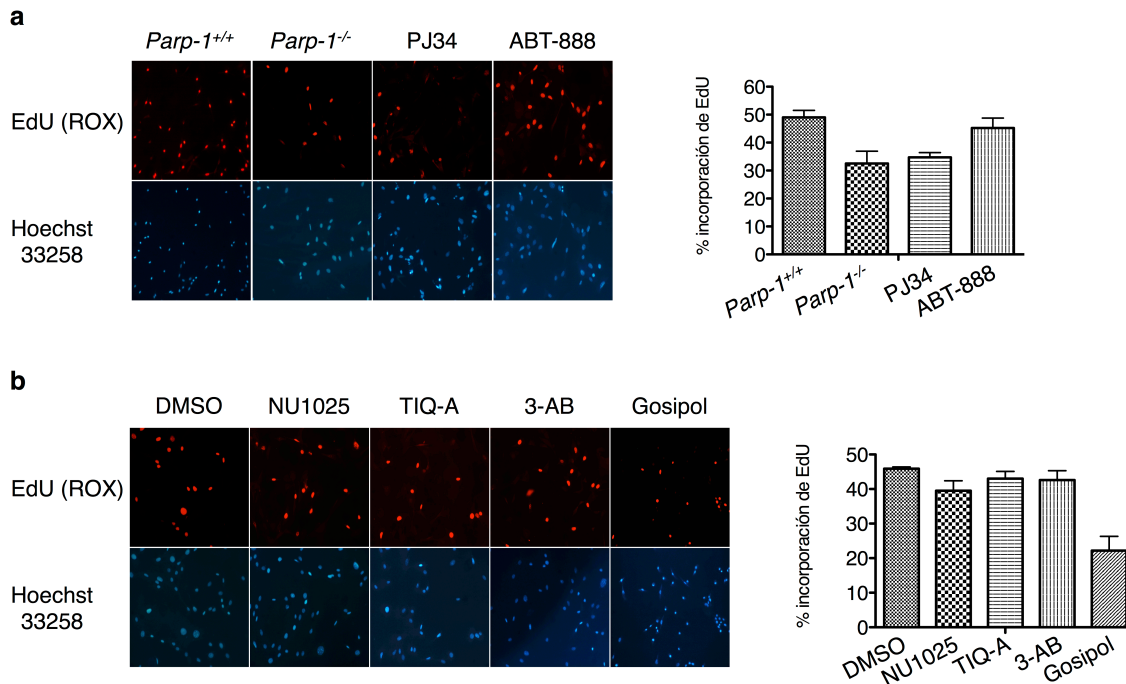 a
Parp-1+/+ Parp-1-/- PJ34 ABT-888
EdU (ROX)
Hoechst
33258
% incorporación de EdU
60
50
40
30
20
10
0
Parp-1+/+
Parp-1-/-
PJ34
ABT-888
b
DMSO NU1025 TIQ-A 3-AB Gosipol
EdU (ROX)
Hoechst
33258
% incorporación de EdU
50
40
30
20
10
0
DMSO
NU1025
TIQ-A
3-AB
Gosipol